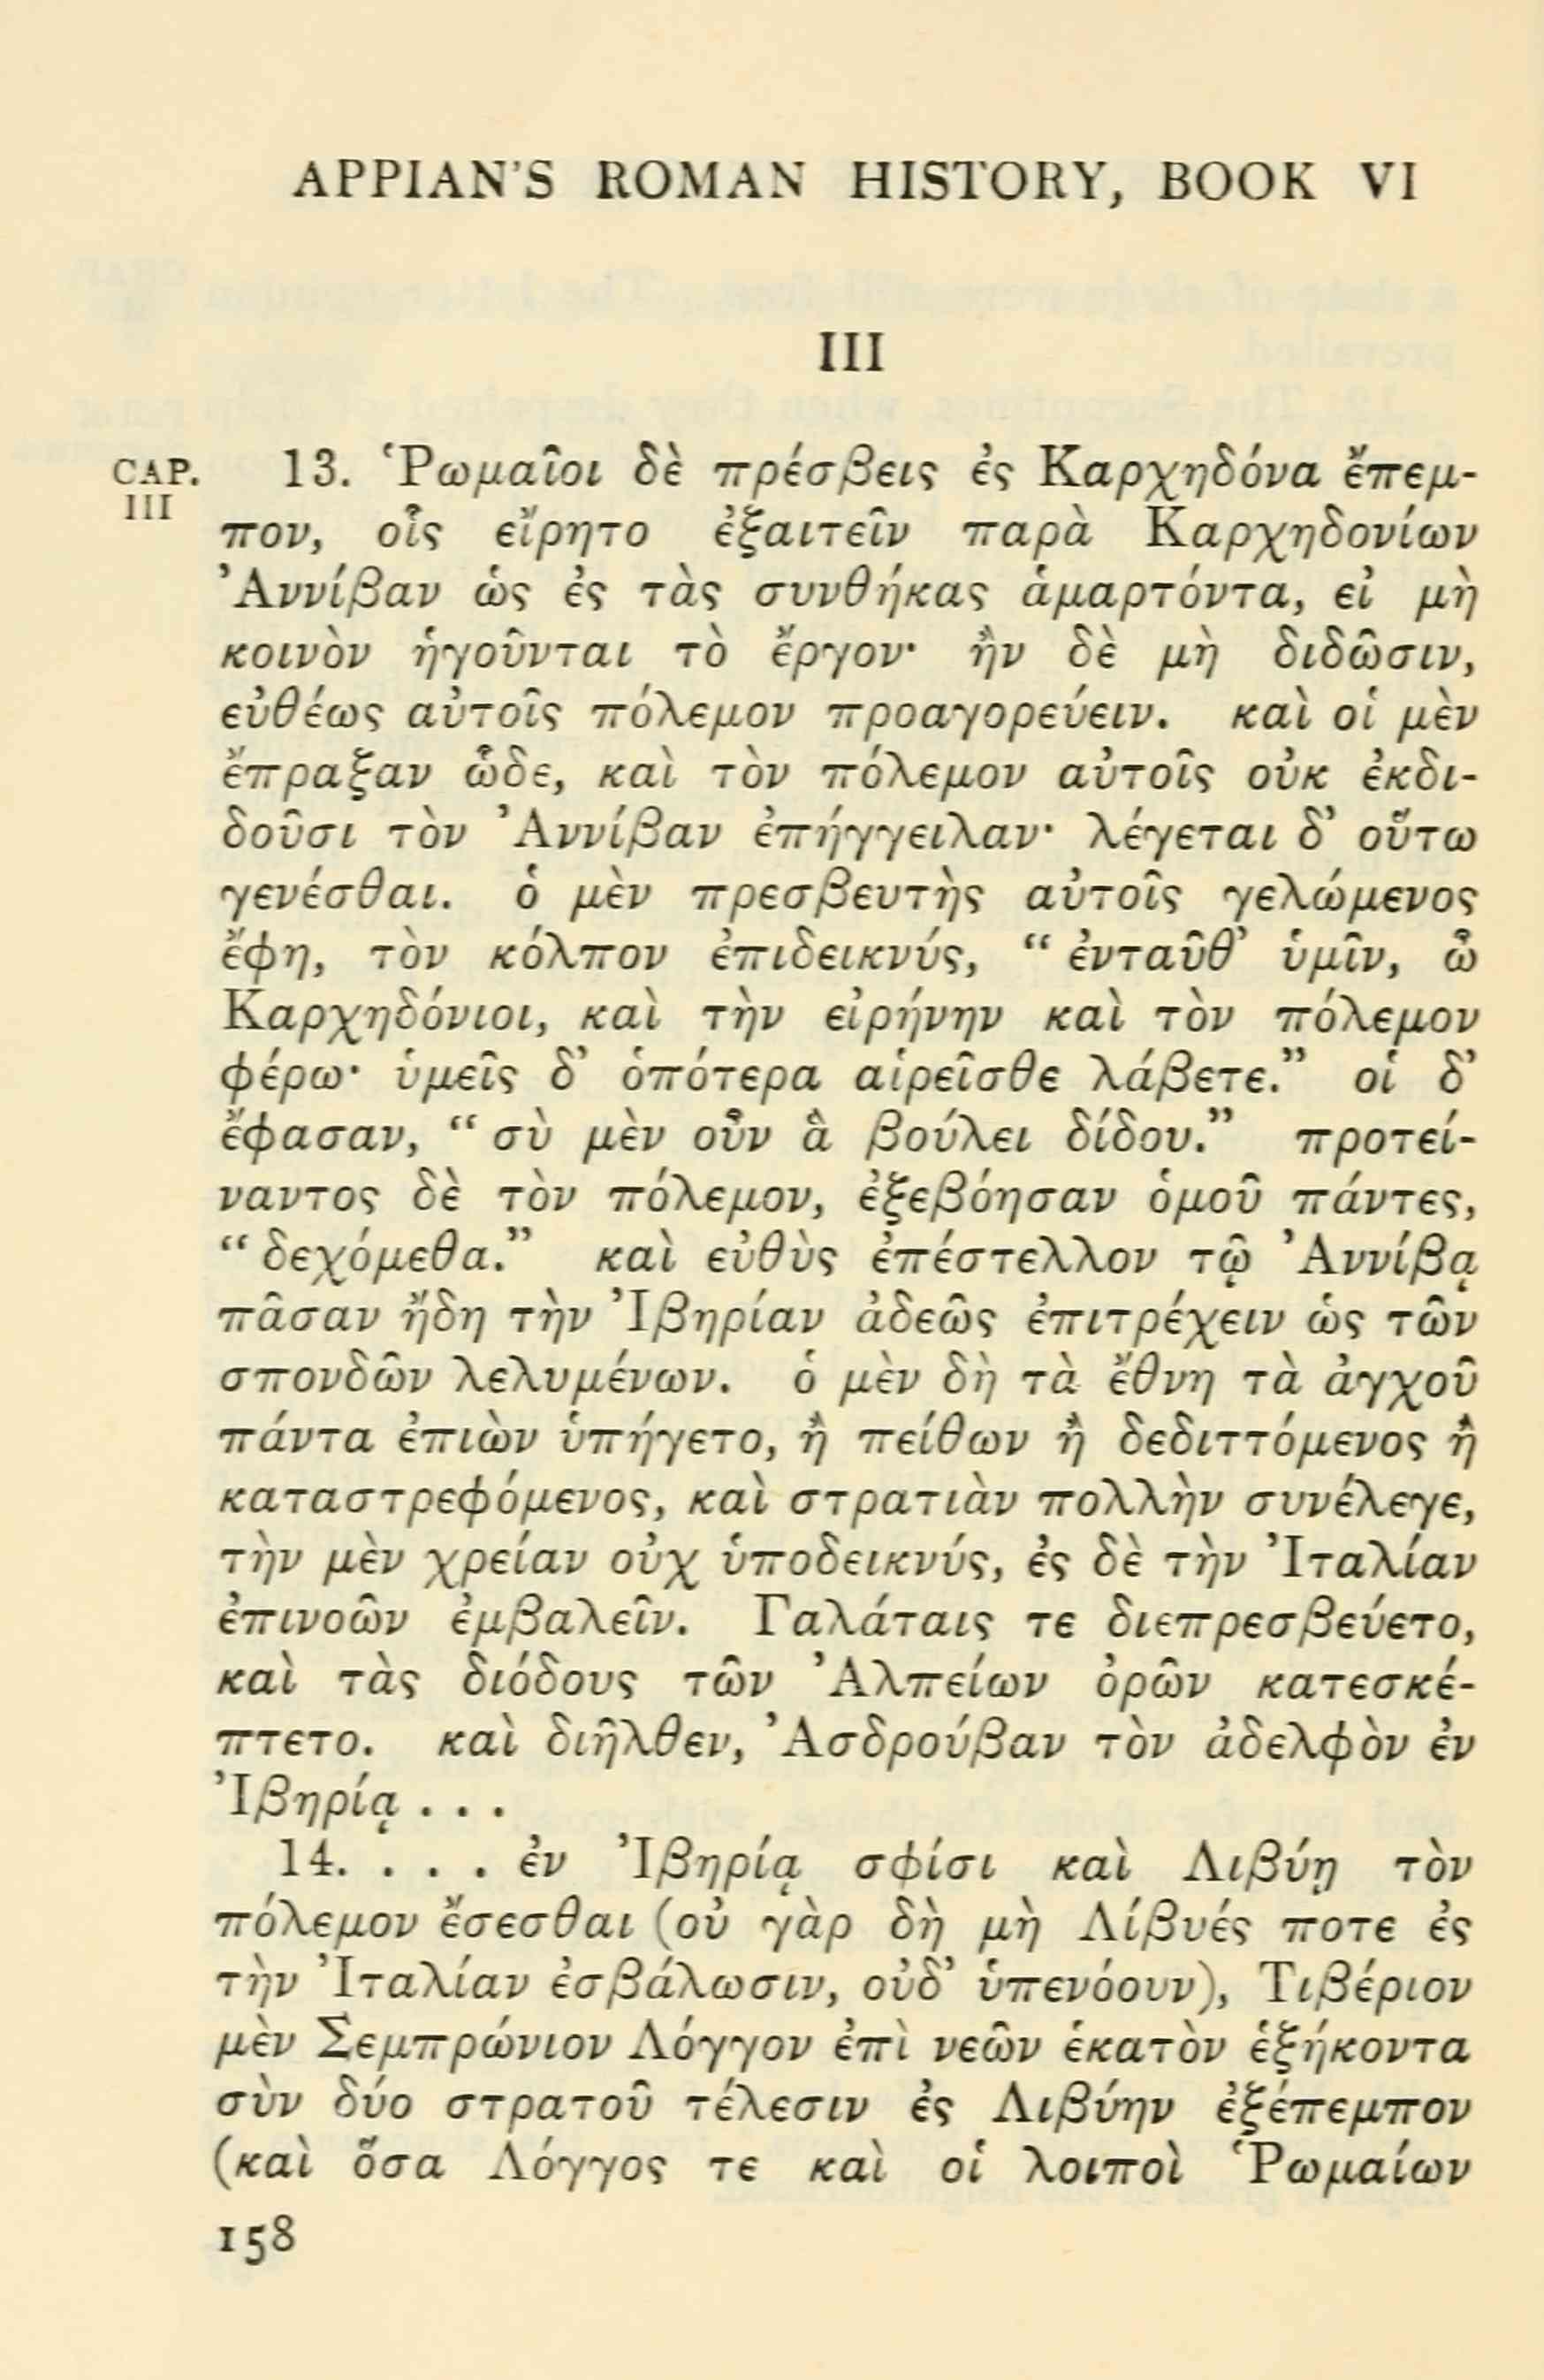 APPIAN'S ROMAN HISTORY, BOOK VI
III
CAP. III
13. Ῥωμαῖοι δὲ πρέσβεις ἐς Καρχηδόνα ἔπεμ-
πον, οἷς εἴρητο ἐξαιτεῖν παρὰ Καρχηδονίων
Ἀννίβαν ὡς ἐς τὰς συνθήκας ἁμαρτόντα, εἰ μὴ
κοινὸν ἡγοῦνται τὸ ἔργον· ἢν δὲ μὴ διδῶσιν,
εὐθέως αὐτοῖς πόλεμον προαγορεύειν. καὶ οἱ μὲν
ἔπραξαν ὧδε, καὶ τὸν πόλεμον αὐτοῖς οὐκ ἐκδι-
δοῦσι τὸν Ἀννίβαν ἐπήγγειλαν· λέγεται δ' οὕτω
γενέσθαι. ὁ μὲν πρεσβευτὴς αὐτοῖς γελώμενος
ἔφη, τὸν κόλπον ἐπιδεικνύς, “ ἐνταῦθ' ὑμῖν, ὦ
Καρχηδόνιοι, καὶ τὴν εἰρήνην καὶ τὸν πόλεμον
φέρω· ὑμεῖς δ' ὁπότερα αἱρεῖσθε λάβετε.” οἱ δ'
ἔφασαν, “ σὺ μὲν οὖν ἃ βούλει δίδου.” προτεί-
ναντος δὲ τὸν πόλεμον, ἐξεβόησαν ὁμοῦ πάντες,
“ δεχόμεθα.” καὶ εὐθὺς ἐπέστελλον τῷ Ἀννίβᾳ
πᾶσαν ἤδη τὴν Ἰβηρίαν ἀδεῶς ἐπιτρέχειν ὡς τῶν
σπονδῶν λελυμένων. ὁ μὲν δὴ τὰ ἔθνη τὰ ἀγχοῦ
πάντα ἐπιὼν ὑπήγετο, ἢ πείθων ἢ δεδιττόμενος ἢ
καταστρεφόμενος, καὶ στρατιὰν πολλὴν συνέλεγε,
τὴν μὲν χρείαν οὐχ ὑποδεικνύς, ἐς δὲ τὴν Ἰταλίαν
ἐπινοῶν ἐμβαλεῖν. Γαλάταις τε διεπρεσβεύετο,
καὶ τὰς διόδους τῶν Ἀλπείων ὀρῶν κατεσκέ-
πτετο. καὶ διῆλθεν, Ἀσδρούβαν τὸν ἀδελφὸν ἐν
Ἰβηρίᾳ . . .
14. . . . ἐν Ἰβηρίᾳ σφίσι καὶ Λιβύῃ τὸν
πόλεμον ἔσεσθαι (οὐ γὰρ δὴ μὴ Λίβυές ποτε ἐς
τὴν Ἰταλίαν ἐσβάλωσιν, οὐδ' ὑπενόουν), Τιβέριον
μὲν Σεμπρώνιον Λόγγον ἐπὶ νεῶν ἑκατὸν ἑξήκοντα
σὺν δύο στρατοῦ τέλεσιν ἐς Λιβύην ἐξέπεμπον
(καὶ ὅσα Λόγγος τε καὶ οἱ λοιποὶ Ῥωμαίων
158